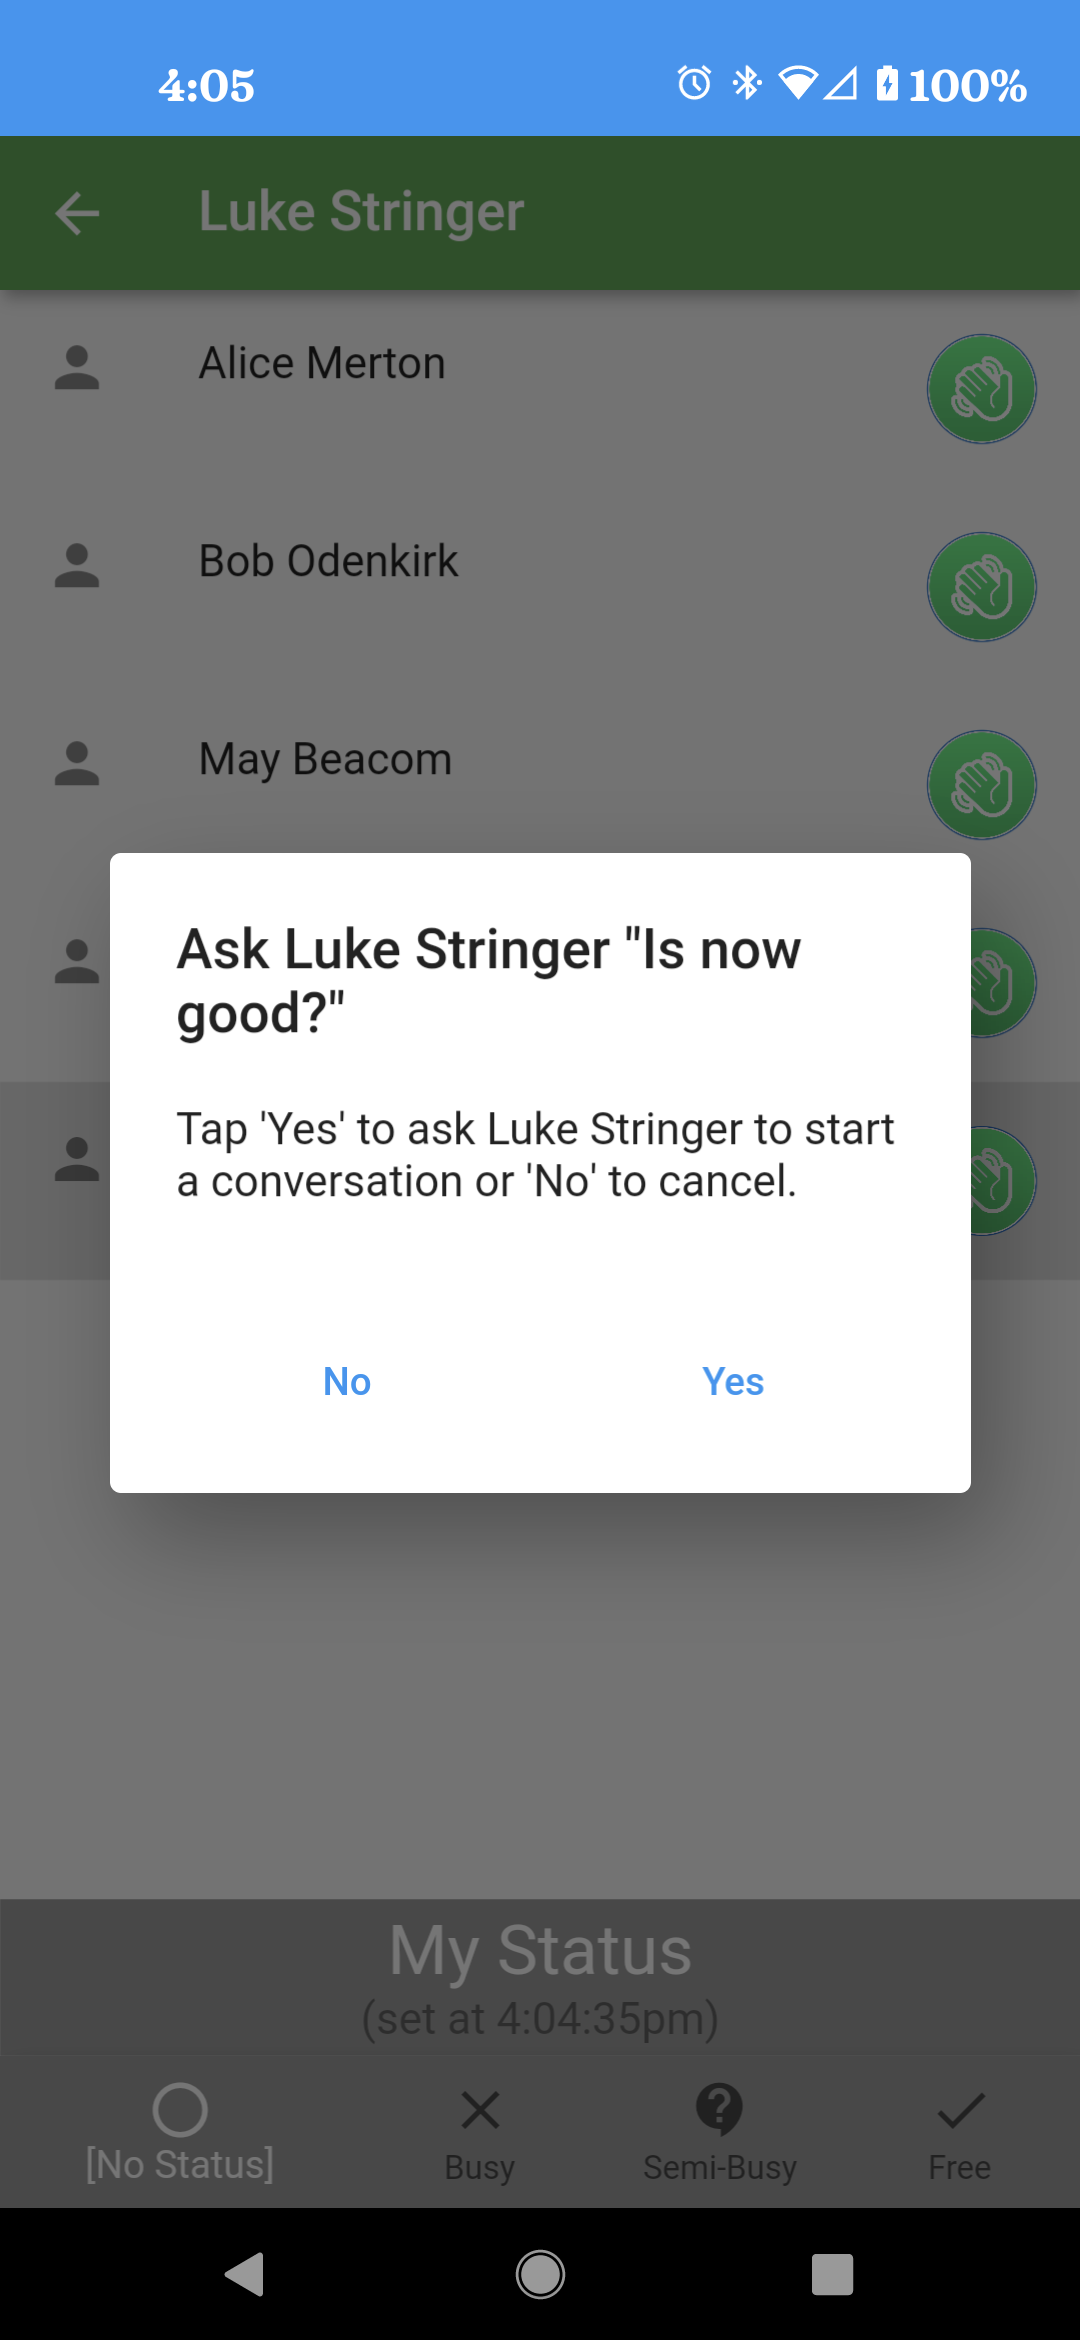 4:05
100%
Luke Stringer
Alice Merton
Bob Odenkirk
May Beacom
Ask Luke Stringer "Is now
good?"
Tap 'Yes' to ask Luke Stringer to start
a conversation or 'No' to cancel.
No
Yes
My Status
(set at 4:04:35pm)
[No Status]
Busy
Semi-Busy
Free